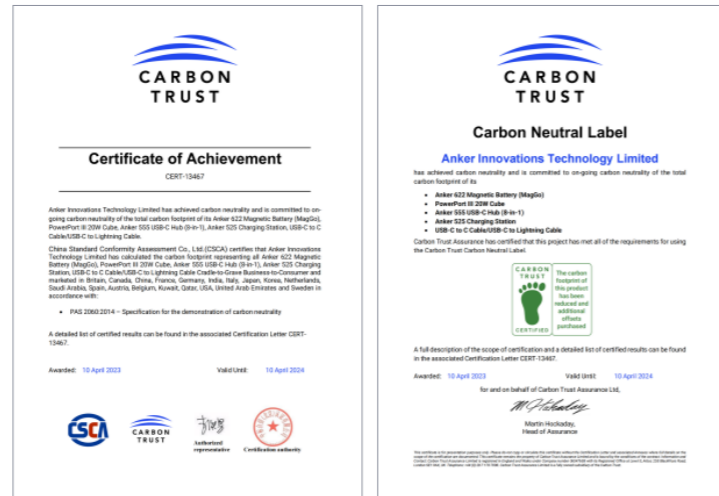 CARBON
TRUST
Certificate of Achievement
CERT-13467
Anker Innovations Technology Limited has achieved carbon neutrality and is committed to on-
going carbon neutrality of the total carbon footprint of its Anker 622 Magnetic Battery (MagGo),
PowerPort III 20W Cube, Anker 555 USB-C Hub (8-in-1), Anker 525 Charging Station, USB-C to C
Cable/USB-C to Lightning Cable.
China Standard Conformity Assessment Co., Ltd.(CSCA) certifies that Anker Innovations
Technology Limited has calculated the carbon footprint representing all Anker 622 Magnetic
Battery (MagGo), PowerPort III 20W Cube, Anker 555 USB-C Hub (8-in-1), Anker 525 Charging
Station, USB-C to C Cable/USB-C to Lightning Cable Cradle-to-Grave Business-to-Consumer and
marketed in Britain, Canada, China, France, Germany, India, Italy, Japan, Korea, Netherlands,
Saudi Arabia, Spain, Austria, Belgium, Kuwait, Qatar, USA, United Arab Emirates and Sweden in
accordance with:
• PAS 2060:2014 – Specification for the demonstration of carbon neutrality
A detailed list of certified results can be found in the associated Certification Letter CERT-
13467.
Awarded: 10 April 2023 Valid Until: 10 April 2024
CSCA
CARBON
TRUST
Authorized
representative
Certification authority
CARBON
TRUST
Carbon Neutral Label
Anker Innovations Technology Limited
has achieved carbon neutrality and is committed to on-going carbon neutrality of the total
carbon footprint of its
• Anker 622 Magnetic Battery (MagGo)
• PowerPort III 20W Cube
• Anker 555 USB-C Hub (8-in-1)
• Anker 525 Charging Station
• USB-C to C Cable/USB-C to Lightning Cable
Carbon Trust Assurance has certified that this project has met all of the requirements for using
the Carbon Trust Carbon Neutral Label.
CARBON
TRUST
CERTIFIED
The carbon
footprint of
this product
has been
reduced and
additional
offsets
purchased
A full description of the scope of certification and a detailed list of certified results can be found
in the associated Certification Letter CERT-13467.
Awarded: 10 April 2023 Valid Until: 10 April 2024
for and on behalf of Carbon Trust Assurance Ltd,
M. Hockaday
Martin Hockaday,
Head of Assurance